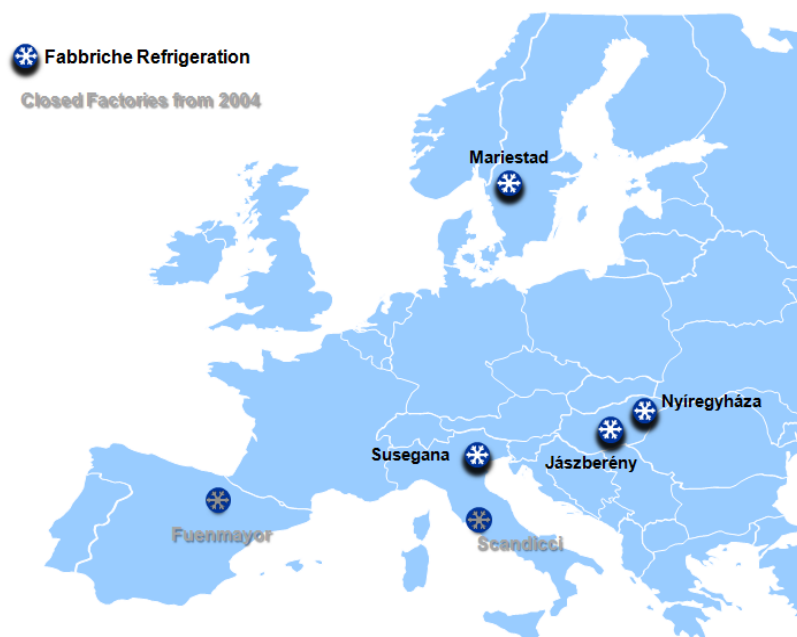 Fabbriche Refrigeration
Closed Factories from 2004
Mariestad
Nyíregyháza
Susegana
Jászberény
Fuenmayor
Scandicci